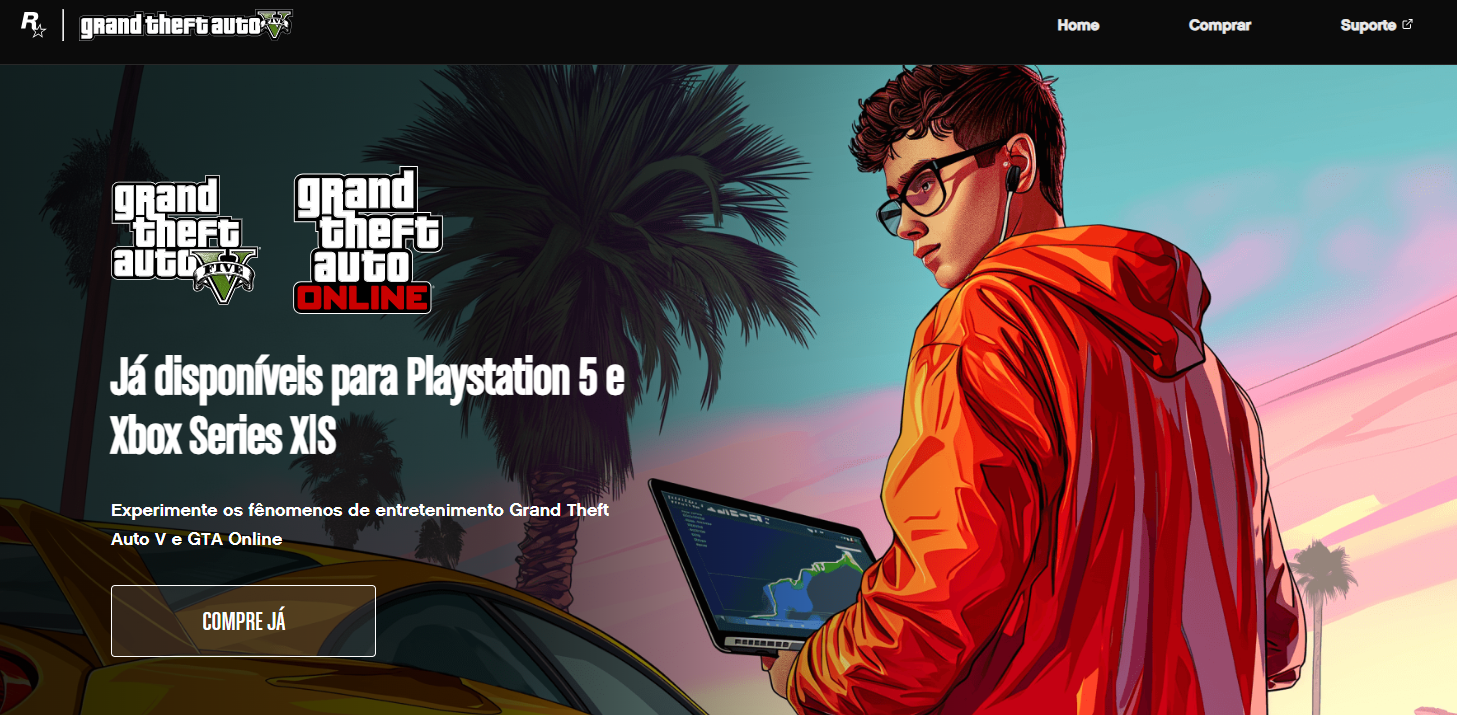 R
grand theft auto V FIVE
Home
Comprar
Suporte
grand
theft
auto V
FIVE
grand
theft
auto
ONLINE
Já disponíveis para Playstation 5 e
Xbox Series X|S
Experimente os fênomenos de entretenimento Grand Theft
Auto V e GTA Online
COMPRE JÁ